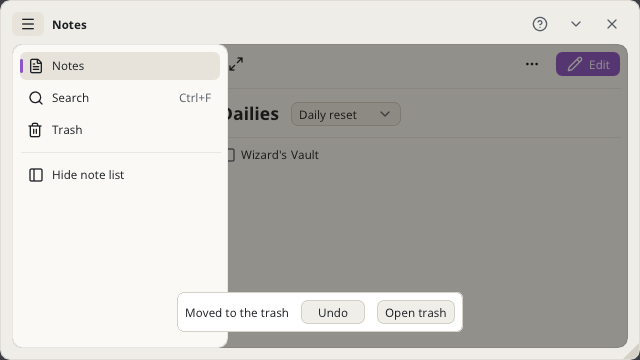 Notes
Notes
Search Ctrl+F
Trash
Hide note list
Edit
Dailies Daily reset
Wizard's Vault
Moved to the trash Undo Open trash